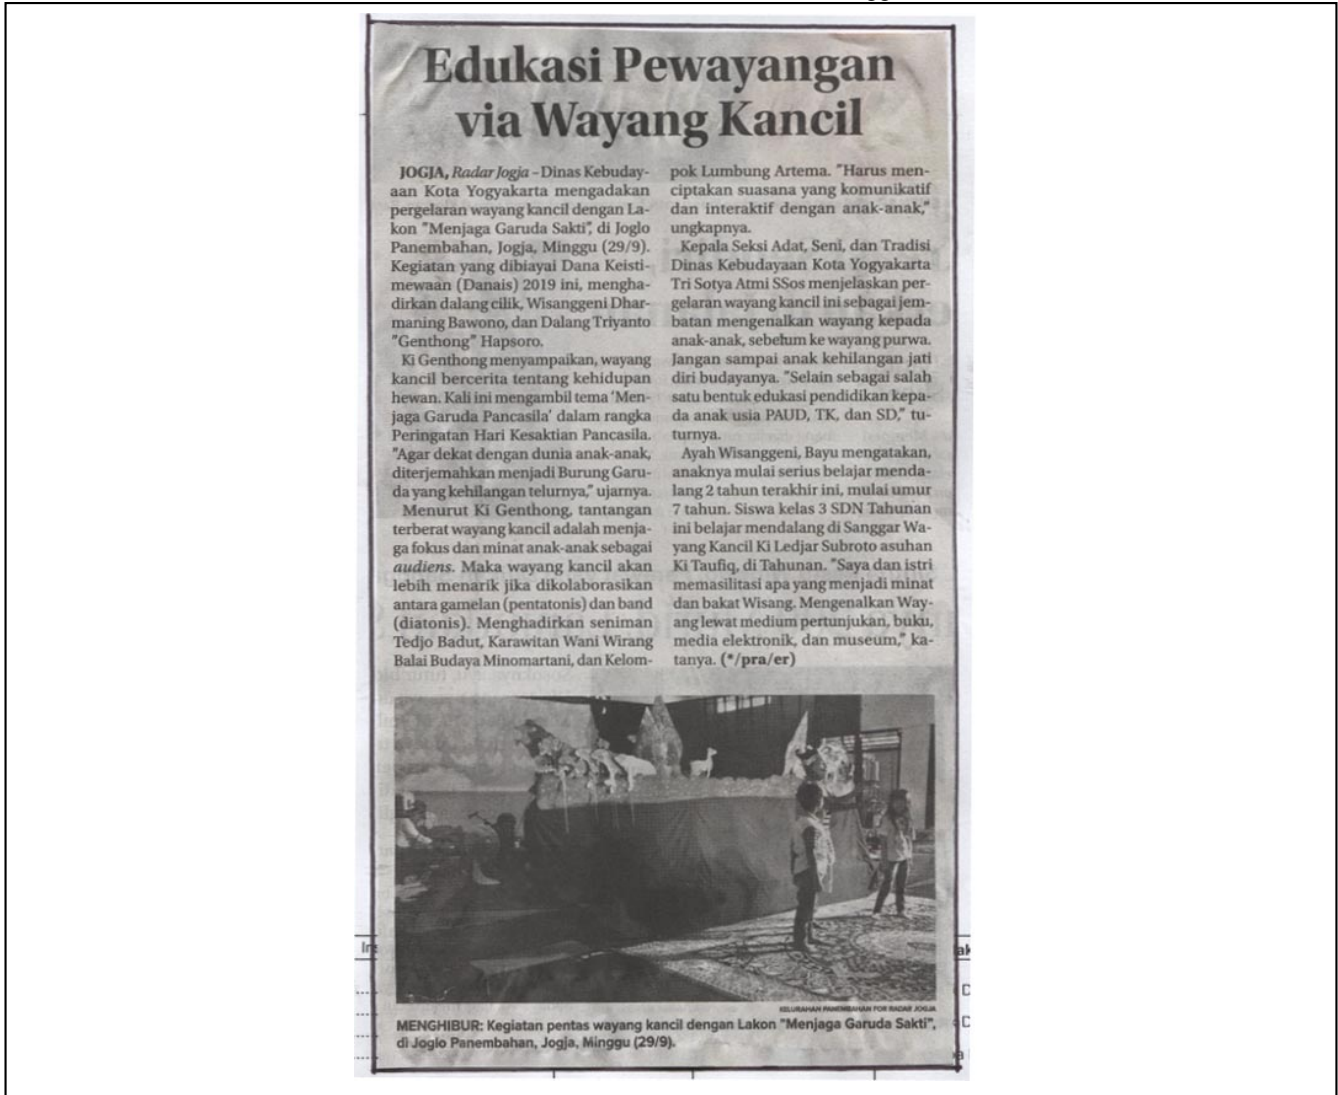 Edukasi Pewayangan
via Wayang Kancil
JOGJA, Radar Jogja - Dinas Kebuday-
aan Kota Yogyakarta mengadakan
pergelaran wayang kancil dengan La-
kon "Menjaga Garuda Sakti", di Joglo
Panembahan, Jogja, Minggu (29/9).
Kegiatan yang dibiayai Dana Keisti-
mewaan (Danais) 2019 ini, mengha-
dirkan dalang cilik, Wisanggeni Dhar-
maning Bawono, dan Dalang Triyanto
"Genthong" Hapsoro.
Ki Genthong menyampaikan, wayang
kancil bercerita tentang kehidupan
hewan. Kali ini mengambil tema 'Men-
jaga Garuda Pancasila' dalam rangka
Peringatan Hari Kesaktian Pancasila.
"Agar dekat dengan dunia anak-anak,
diterjemahkan menjadi Burung Garu-
da yang kehilangan telurnya," ujarnya.
Menurut Ki Genthong, tantangan
terberat wayang kancil adalah menja-
ga fokus dan minat anak-anak sebagai
audiens. Maka wayang kancil akan
lebih menarik jika dikolaborasikan
antara gamelan (pentatonis) dan band
(diatonis). Menghadirkan seniman
Tedjo Badut, Karawitan Wani Wirang
Balai Budaya Minomartani, dan Kelom-
pok Lumbung Artema. "Harus men-
ciptakan suasana yang komunikatif
dan interaktif dengan anak-anak,"
ungkapnya.
Kepala Seksi Adat, Seni, dan Tradisi
Dinas Kebudayaan Kota Yogyakarta
Tri Sotya Atmi SSos menjelaskan per-
gelaran wayang kancil ini sebagai jem-
batan mengenalkan wayang kepada
anak-anak, sebelum ke wayang purwa.
Jangan sampai anak kehilangan jati
diri budayanya. "Selain sebagai salah
satu bentuk edukasi pendidikan kepa-
da anak usia PAUD, TK, dan SD," tu-
turnya.
Ayah Wisanggeni, Bayu mengatakan,
anaknya mulai serius belajar menda-
lang 2 tahun terakhir ini, mulai umur
7 tahun. Siswa kelas 3 SDN Tahunan
ini belajar mendalang di Sanggar Wa-
yang Kancil Ki Ledjar Subroto asuhan
Ki Taufiq, di Tahunan. "Saya dan istri
memasilitasi apa yang menjadi minat
dan bakat Wisang. Mengenalkan Way-
ang lewat medium pertunjukan, buku,
media elektronik, dan museum," ka-
tanya. (*/pra/er)
KELURAHAN PANEMBAHAN FOR RADAR JOGJA
MENGHIBUR: Kegiatan pentas wayang kancil dengan Lakon "Menjaga Garuda Sakti",
di Joglo Panembahan, Jogja, Minggu (29/9).